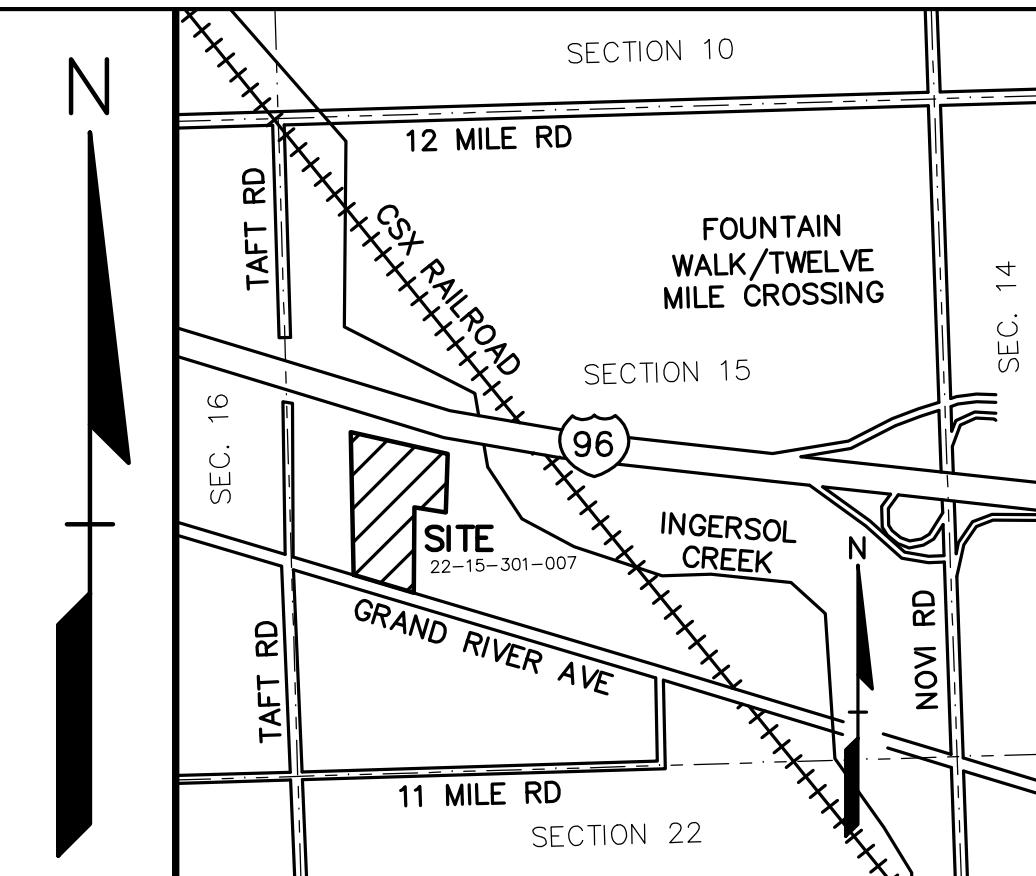 N
SECTION 10
12 MILE RD
TAFT RD
CSX RAILROAD
FOUNTAIN
WALK/TWELVE
MILE CROSSING
SEC. 14
SECTION 15
SEC. 16
96
SITE
22-15-301-007
INGERSOL
CREEK
N
GRAND RIVER AVE
NOVI RD
TAFT RD
11 MILE RD
SECTION 22